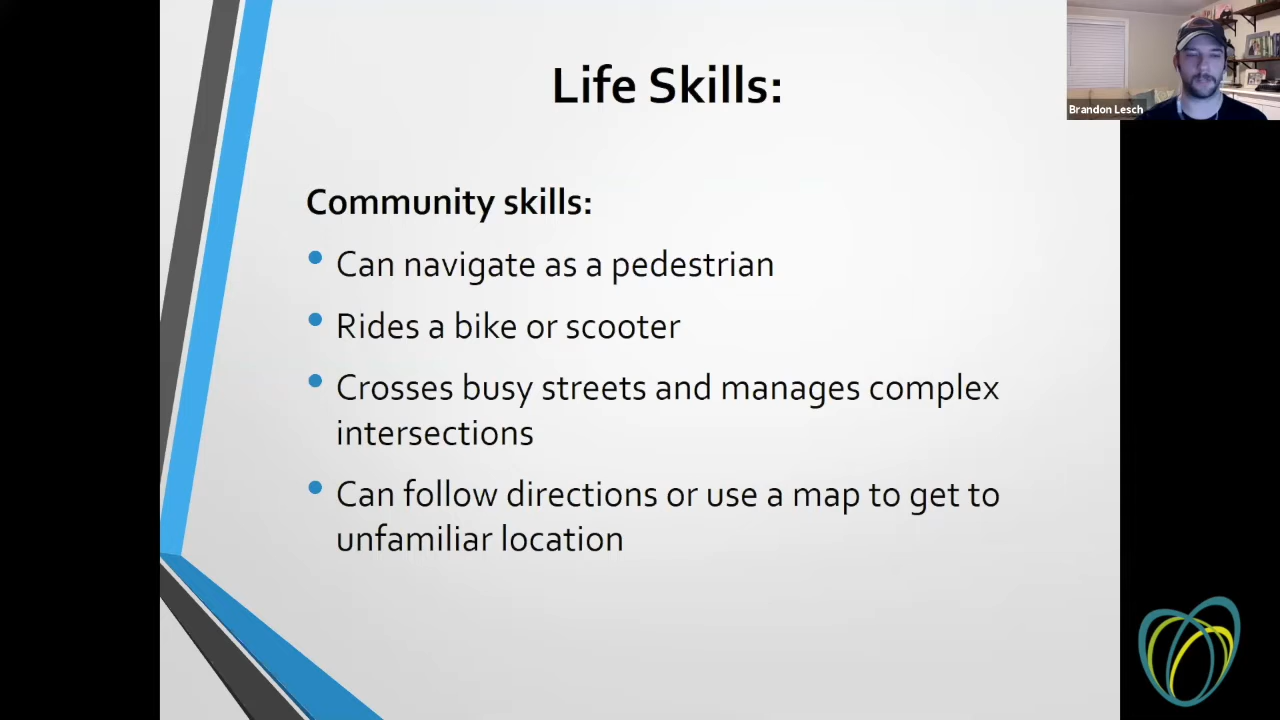 Life Skills:
Brandon Lesch
Community skills:
• Can navigate as a pedestrian
• Rides a bike or scooter
• Crosses busy streets and manages complex
intersections
• Can follow directions or use a map to get to
unfamiliar location